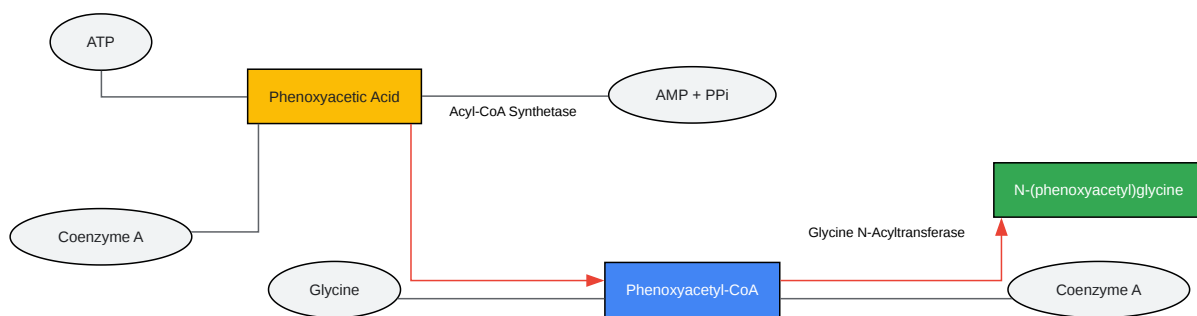 ATP
Phenoxyacetic Acid
AMP + PPi
Acyl-CoA Synthetase
N-(phenoxyacetyl)glycine
Coenzyme A
Glycine N-Acyltransferase
Glycine
Phenoxyacetyl-CoA
Coenzyme A